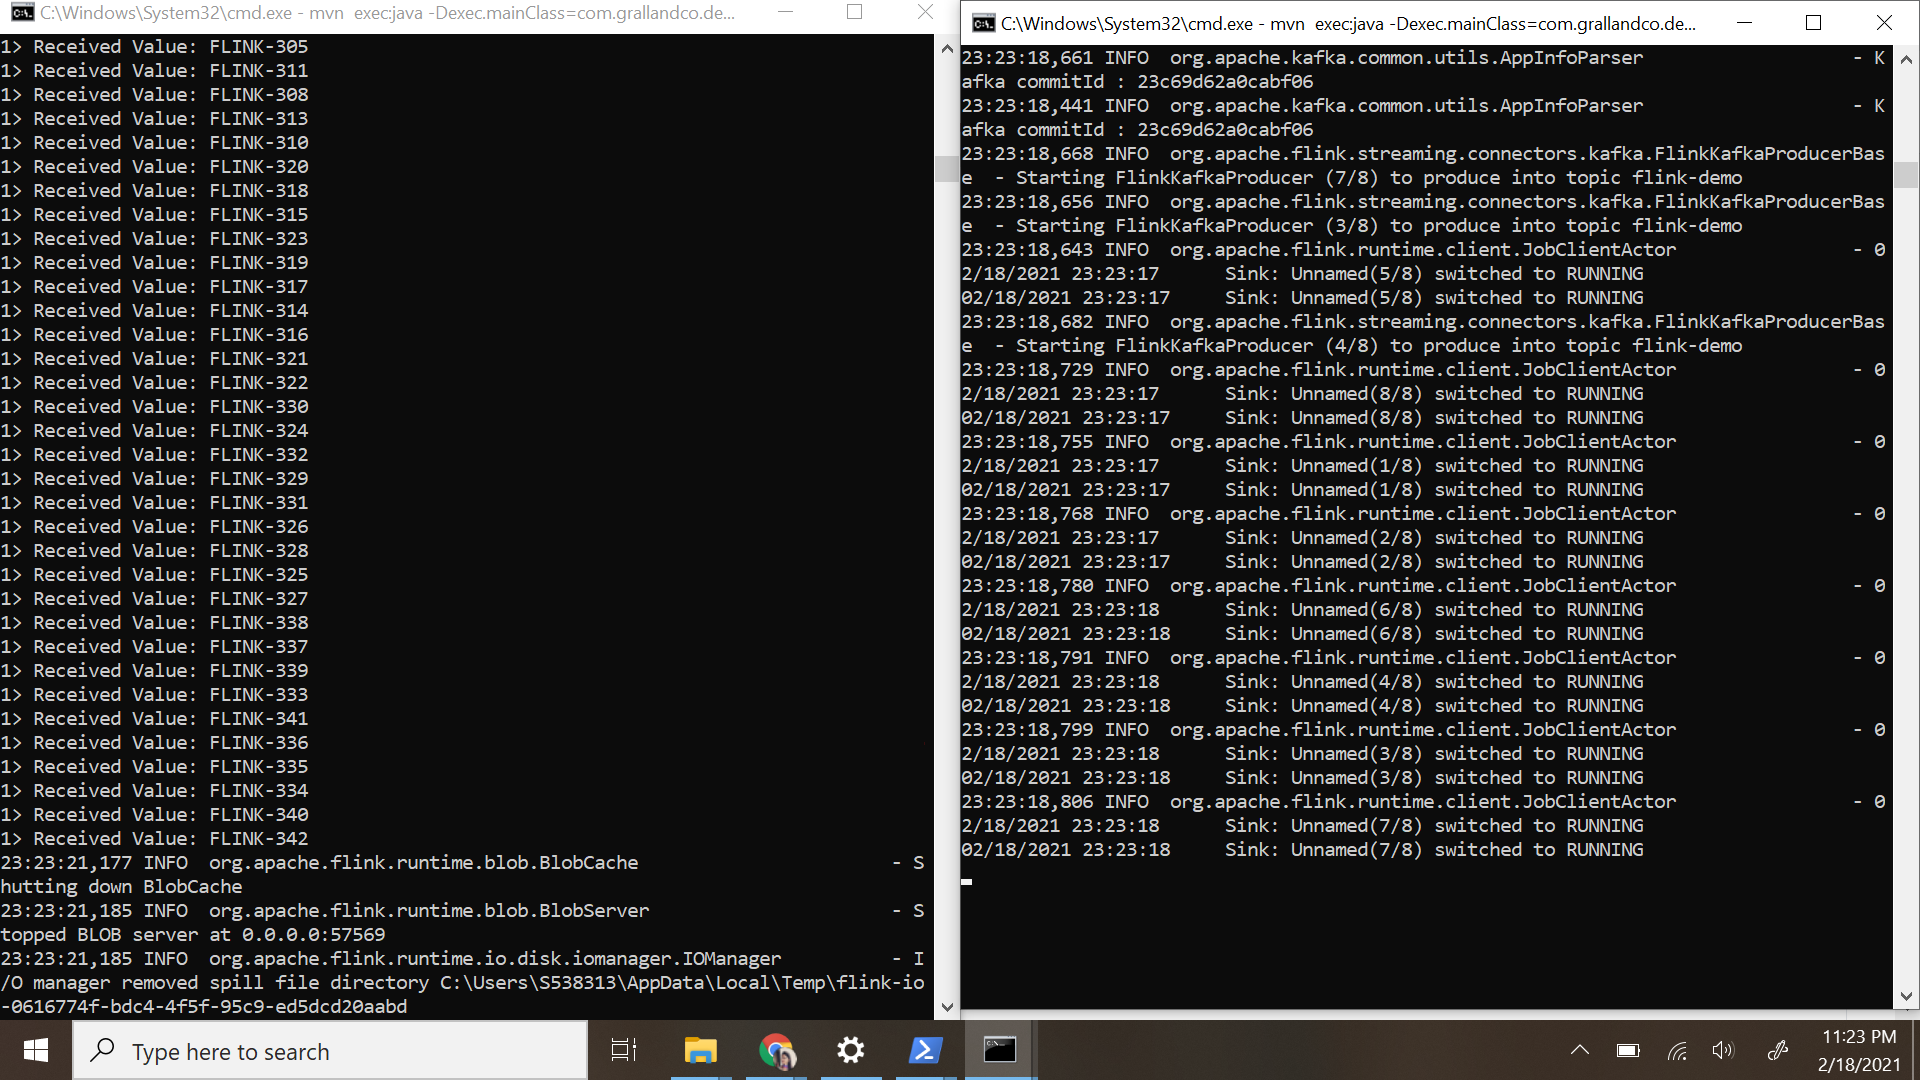 C:\Windows\System32\cmd.exe - mvn  exec:java -Dexec.mainClass=com.grallandco.de...
1> Received Value: FLINK-305
1> Received Value: FLINK-311
1> Received Value: FLINK-308
1> Received Value: FLINK-313
1> Received Value: FLINK-310
1> Received Value: FLINK-320
1> Received Value: FLINK-318
1> Received Value: FLINK-315
1> Received Value: FLINK-323
1> Received Value: FLINK-319
1> Received Value: FLINK-317
1> Received Value: FLINK-314
1> Received Value: FLINK-316
1> Received Value: FLINK-321
1> Received Value: FLINK-322
1> Received Value: FLINK-330
1> Received Value: FLINK-324
1> Received Value: FLINK-332
1> Received Value: FLINK-329
1> Received Value: FLINK-331
1> Received Value: FLINK-326
1> Received Value: FLINK-328
1> Received Value: FLINK-325
1> Received Value: FLINK-327
1> Received Value: FLINK-338
1> Received Value: FLINK-337
1> Received Value: FLINK-339
1> Received Value: FLINK-333
1> Received Value: FLINK-341
1> Received Value: FLINK-336
1> Received Value: FLINK-335
1> Received Value: FLINK-334
1> Received Value: FLINK-340
1> Received Value: FLINK-342
23:23:21,177 INFO  org.apache.flink.runtime.blob.BlobCache                       - S
hutting down BlobCache
23:23:21,185 INFO  org.apache.flink.runtime.blob.BlobServer                      - S
topped BLOB server at 0.0.0.0:57569
23:23:21,185 INFO  org.apache.flink.runtime.io.disk.iomanager.IOManager          - I
/O manager removed spill file directory C:\Users\S538313\AppData\Local\Temp\flink-io
-0616774f-bdc4-4f5f-95c9-ed5dcd20aabd
C:\Windows\System32\cmd.exe - mvn  exec:java -Dexec.mainClass=com.grallandco.de...
23:23:18,661 INFO  org.apache.kafka.common.utils.AppInfoParser                   - K
afka commitId : 23c69d62a0cabf06
23:23:18,441 INFO  org.apache.kafka.common.utils.AppInfoParser                   - K
afka commitId : 23c69d62a0cabf06
23:23:18,668 INFO  org.apache.flink.streaming.connectors.kafka.FlinkKafkaProducerBas
e  - Starting FlinkKafkaProducer (7/8) to produce into topic flink-demo
23:23:18,656 INFO  org.apache.flink.streaming.connectors.kafka.FlinkKafkaProducerBas
e  - Starting FlinkKafkaProducer (3/8) to produce into topic flink-demo
23:23:18,643 INFO  org.apache.flink.runtime.client.JobClientActor                - 0
2/18/2021 23:23:17      Sink: Unnamed(5/8) switched to RUNNING
02/18/2021 23:23:17     Sink: Unnamed(5/8) switched to RUNNING
23:23:18,682 INFO  org.apache.flink.streaming.connectors.kafka.FlinkKafkaProducerBas
e  - Starting FlinkKafkaProducer (4/8) to produce into topic flink-demo
23:23:18,729 INFO  org.apache.flink.runtime.client.JobClientActor                - 0
2/18/2021 23:23:17      Sink: Unnamed(8/8) switched to RUNNING
02/18/2021 23:23:17     Sink: Unnamed(8/8) switched to RUNNING
23:23:18,755 INFO  org.apache.flink.runtime.client.JobClientActor                - 0
2/18/2021 23:23:17      Sink: Unnamed(1/8) switched to RUNNING
02/18/2021 23:23:17     Sink: Unnamed(1/8) switched to RUNNING
23:23:18,768 INFO  org.apache.flink.runtime.client.JobClientActor                - 0
2/18/2021 23:23:17      Sink: Unnamed(2/8) switched to RUNNING
02/18/2021 23:23:17     Sink: Unnamed(2/8) switched to RUNNING
23:23:18,780 INFO  org.apache.flink.runtime.client.JobClientActor                - 0
2/18/2021 23:23:18      Sink: Unnamed(6/8) switched to RUNNING
02/18/2021 23:23:18     Sink: Unnamed(6/8) switched to RUNNING
23:23:18,791 INFO  org.apache.flink.runtime.client.JobClientActor                - 0
2/18/2021 23:23:18      Sink: Unnamed(4/8) switched to RUNNING
02/18/2021 23:23:18     Sink: Unnamed(4/8) switched to RUNNING
23:23:18,799 INFO  org.apache.flink.runtime.client.JobClientActor                - 0
2/18/2021 23:23:18      Sink: Unnamed(3/8) switched to RUNNING
02/18/2021 23:23:18     Sink: Unnamed(3/8) switched to RUNNING
23:23:18,806 INFO  org.apache.flink.runtime.client.JobClientActor                - 0
2/18/2021 23:23:18      Sink: Unnamed(7/8) switched to RUNNING
02/18/2021 23:23:18     Sink: Unnamed(7/8) switched to RUNNING
Type here to search
11:23 PM
2/18/2021